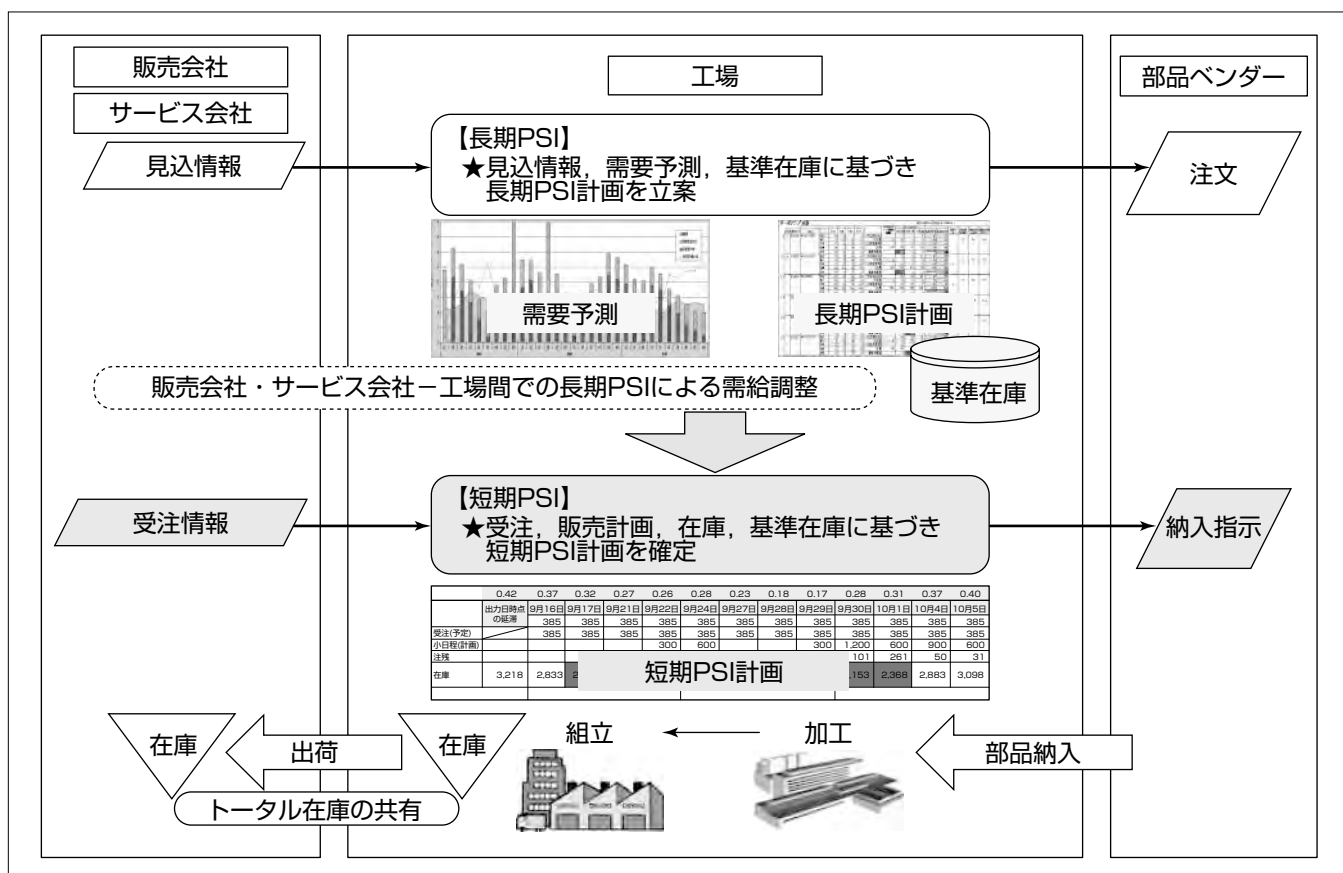 販売会社
サービス会社
工場
部品ベンダー
見込情報
【長期PSI】
★見込情報，需要予測，基準在庫に基づき
長期PSI計画を立案
注文
需要予測
長期PSI計画
基準在庫
販売会社・サービス会社－工場間での長期PSIによる需給調整
受注情報
【短期PSI】
★受注，販売計画，在庫，基準在庫に基づき
短期PSI計画を確定
納入指示
0.42 0.37 0.32 0.27 0.26 0.28 0.23 0.18 0.17 0.28 0.31 0.37 0.40
出力日時点の延滞 9月16日 9月17日 9月21日 9月22日 9月24日 9月27日 9月28日 9月29日 9月30日 10月1日 10月4日 10月5日
385 385 385 385 385 385 385 385 385 385 385 385
受注(予定) 385 385 385 385 385 385 385 385 385 385 385 385
小日程(計画) 300 600 300 1,200 600 900 600
注残 101 261 50 31
在庫 3,218 2,833 2,368 2,883 3,098
短期PSI計画
在庫
出荷
在庫
組立
加工
部品納入
トータル在庫の共有